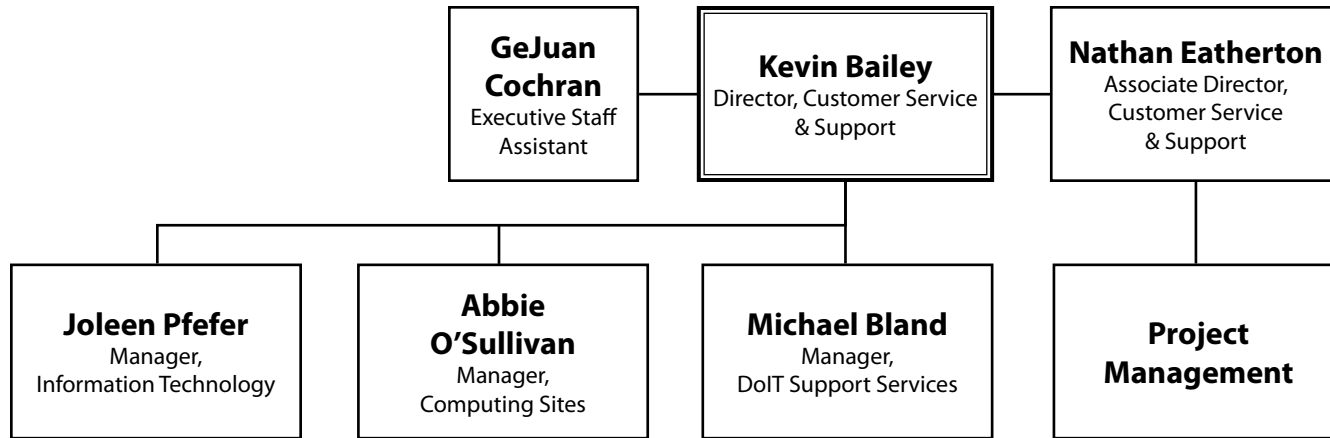 GeJuan
Cochran
Executive Staff
Assistant
Kevin Bailey
Director, Customer Service
& Support
Nathan Eatherton
Associate Director,
Customer Service
& Support
Joleen Pfefer
Manager,
Information Technology
Abbie
O’Sullivan
Manager,
Computing Sites
Michael Bland
Manager,
DoIT Support Services
Project
Management